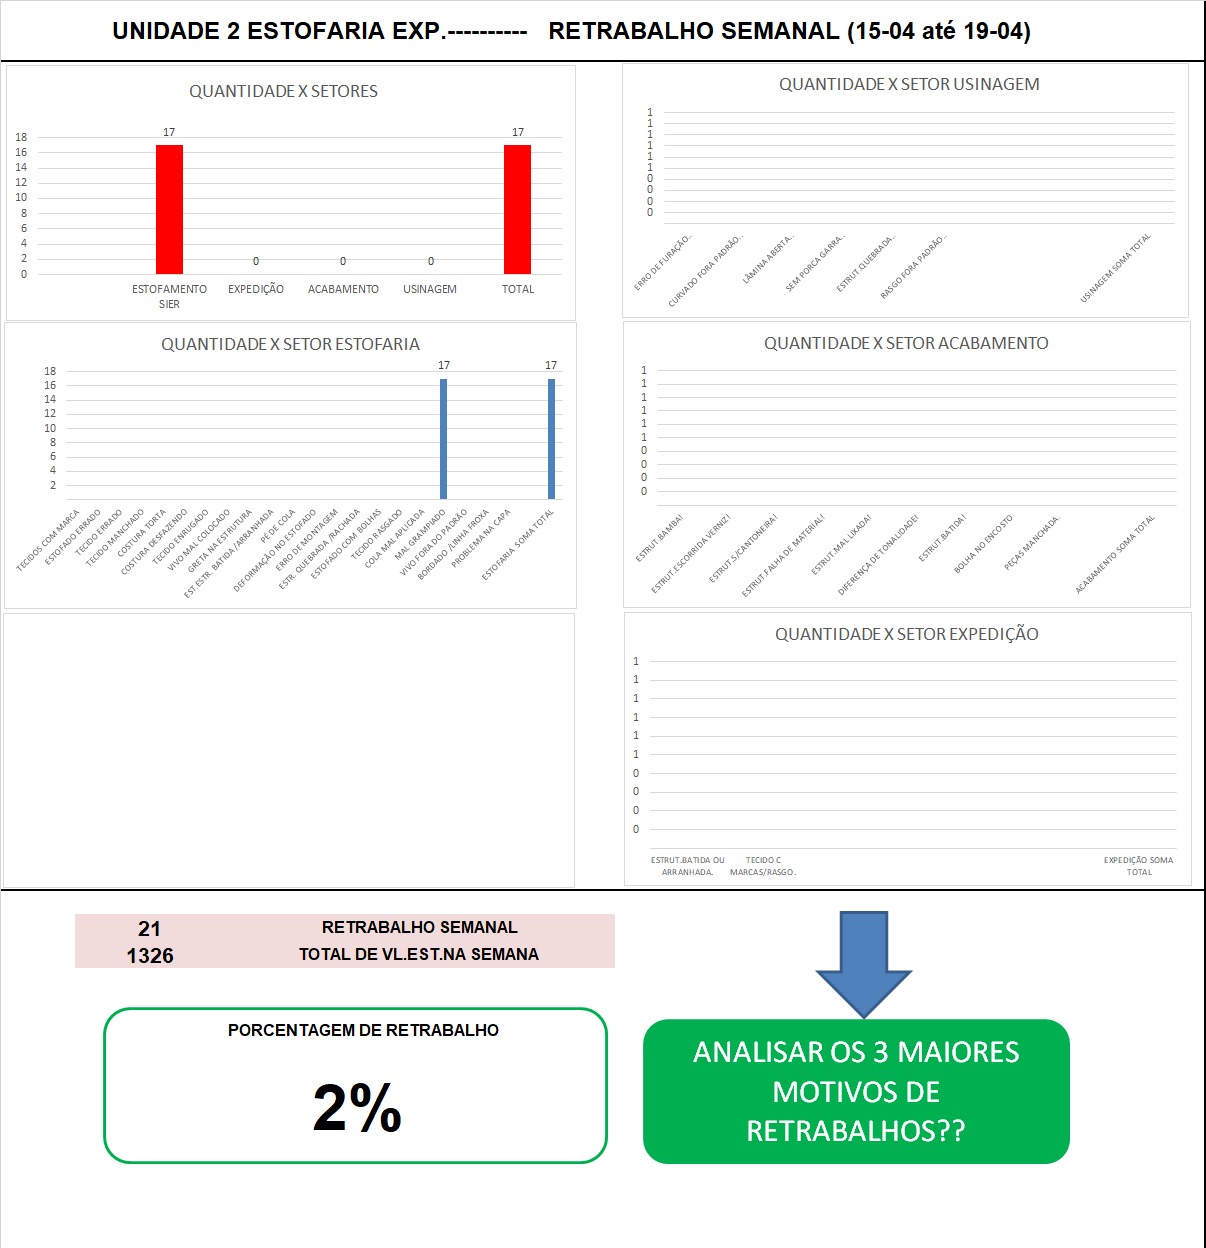 UNIDADE 2 ESTOFARIA EXP.---------- RETRABALHO SEMANAL (15-04 até 19-04)
QUANTIDADE X SETORES
18
16
14
12
10
8
6
4
2
0
17
0
0
0
17
ESTOFAMENTO
SIER
EXPEDIÇÃO
ACABAMENTO
USINAGEM
TOTAL
QUANTIDADE X SETOR USINAGEM
1
1
1
1
1
1
0
0
0
0
ERRO DE FURAÇÃO..
CURVADO FORA PADRÃO..
LÂMINA ABERTA..
SEM PORCA GARRA..
ESTRUT.QUEBRADA..
RASGO FORA PADRÃO..
USINAGEM SOMA TOTAL
QUANTIDADE X SETOR ESTOFARIA
18
16
14
12
10
8
6
4
2
17
17
TECIDOS COM MARCA
ESTOFADO ERRADO
TECIDO ERRADO
TECIDO MANCHADO
COSTURA TORTA
COSTURA DESFAZENDO
TECIDO ENRUGADO
VIVO MAL COLOCADO
GRETA NA ESTRUTURA
EST.ESTR. BATIDA /ARRANHADA
PÉ DE COLA
DEFORMAÇÃO NO ESTOFADO
ERRO DE MONTAGEM
ESTR. QUEBRADA /RACHADA
ESTOFADO COM BOLHAS
TECIDO RASGADO
COLA MAL APLICADA
MAL GRAMPIADO
VIVO FORA DO PADRÃO
BORDADO /LINHA FROXA
PROBLEMA NA CAPA
ESTOFARIA SOMA TOTAL
QUANTIDADE X SETOR ACABAMENTO
1
1
1
1
1
1
0
0
0
0
ESTRUT.BAMBA!
ESTRUT.ESCORRIDA VERNIZ!
ESTRUT.S/CANTONEIRA!
ESTRUT.FALHA DE MATERIAL!
ESTRUT.MAL LIXADA!
DIFERENÇA DE TONALIDADE!
ESTRUT.BATIDA!
BOLHA NO ENCOSTO
PEÇAS MANCHADA.
ACABAMENTO SOMA TOTAL
QUANTIDADE X SETOR EXPEDIÇÃO
1
1
1
1
1
1
0
0
0
0
ESTRUT.BATIDA OU
ARRANHADA.
TECIDO C
MARCAS/RASGO.
EXPEDIÇÃO SOMA
TOTAL
21 RETRABALHO SEMANAL
1326 TOTAL DE VL.EST.NA SEMANA
PORCENTAGEM DE RETRABALHO
2%
ANALISAR OS 3 MAIORES
MOTIVOS DE
RETRABALHOS??